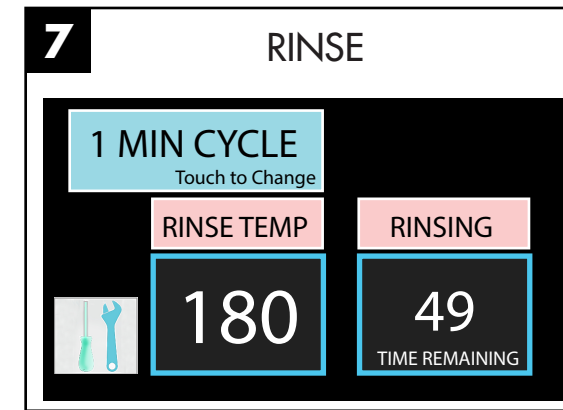 7
RINSE
1 MIN CYCLE
Touch to Change
RINSE TEMP
RINSING
180
49
TIME REMAINING